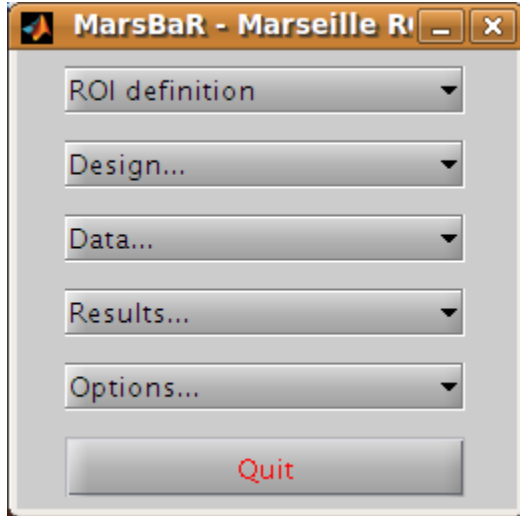 MarsBaR - Marseille R
ROI definition
Design...
Data...
Results...
Options...
Quit